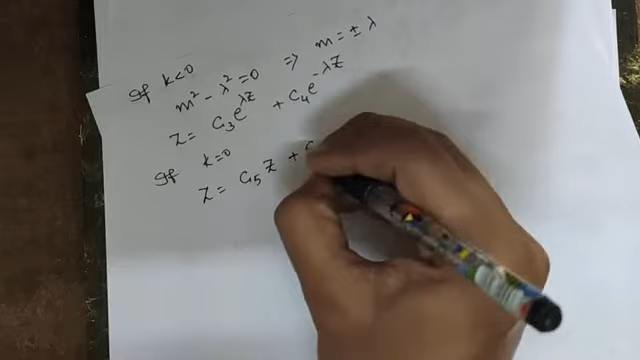 If k<0
m² - λ² = 0 ⇒ m = ± λ
Z = C₃e^λz + C₄e^-λz
If k=0
Z = C₅ z + C